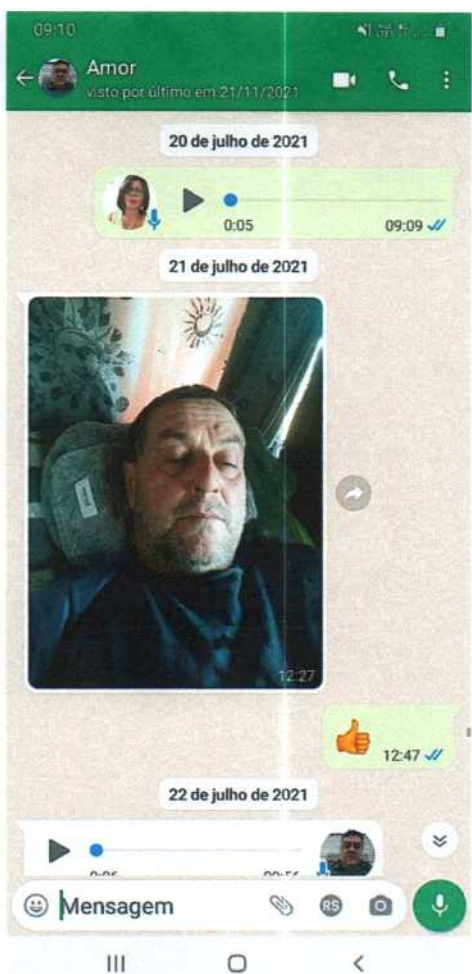 09:10
Amor
visto por último em 21/11/2021
20 de julho de 2021
0:05 09:09
21 de julho de 2021
12:27
12:47
22 de julho de 2021
Mensagem
RS